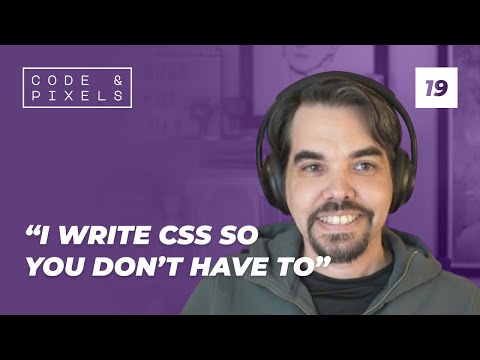 CODE &
PIXELS
19
“I WRITE CSS SO
YOU DON’T HAVE TO”